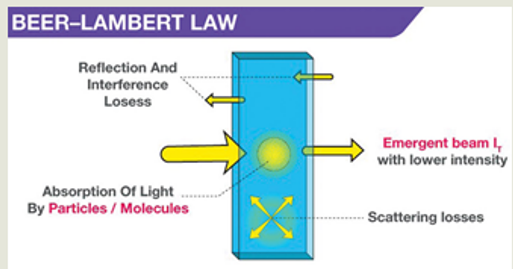 BEER–LAMBERT LAW
Reflection And
Interference
Losess
Emergent beam I_T
with lower intensity
Absorption Of Light
By Particles / Molecules
Scattering losses